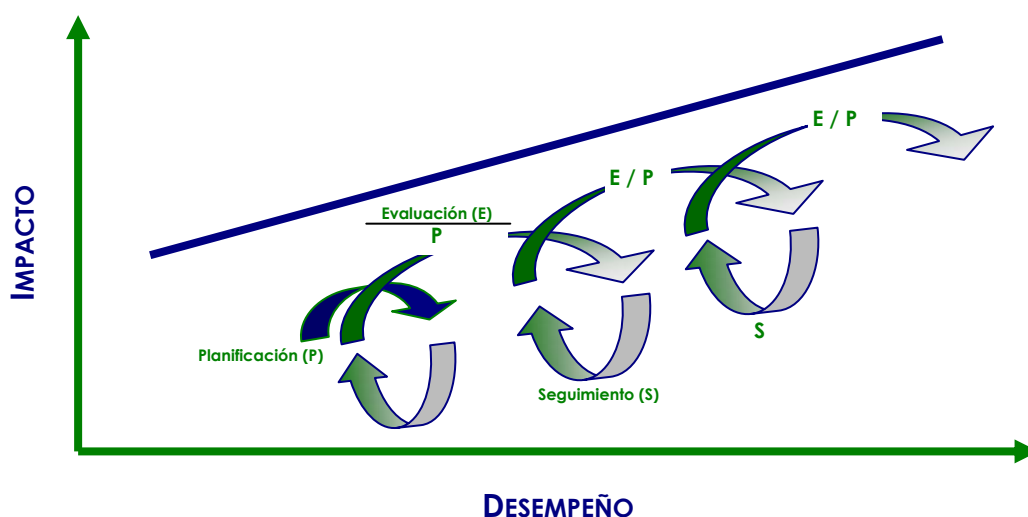 E / P
E / P
Evaluación (E)
P
IMPACTO
S
Planificación (P)
Seguimiento (S)
DESEMPEÑO